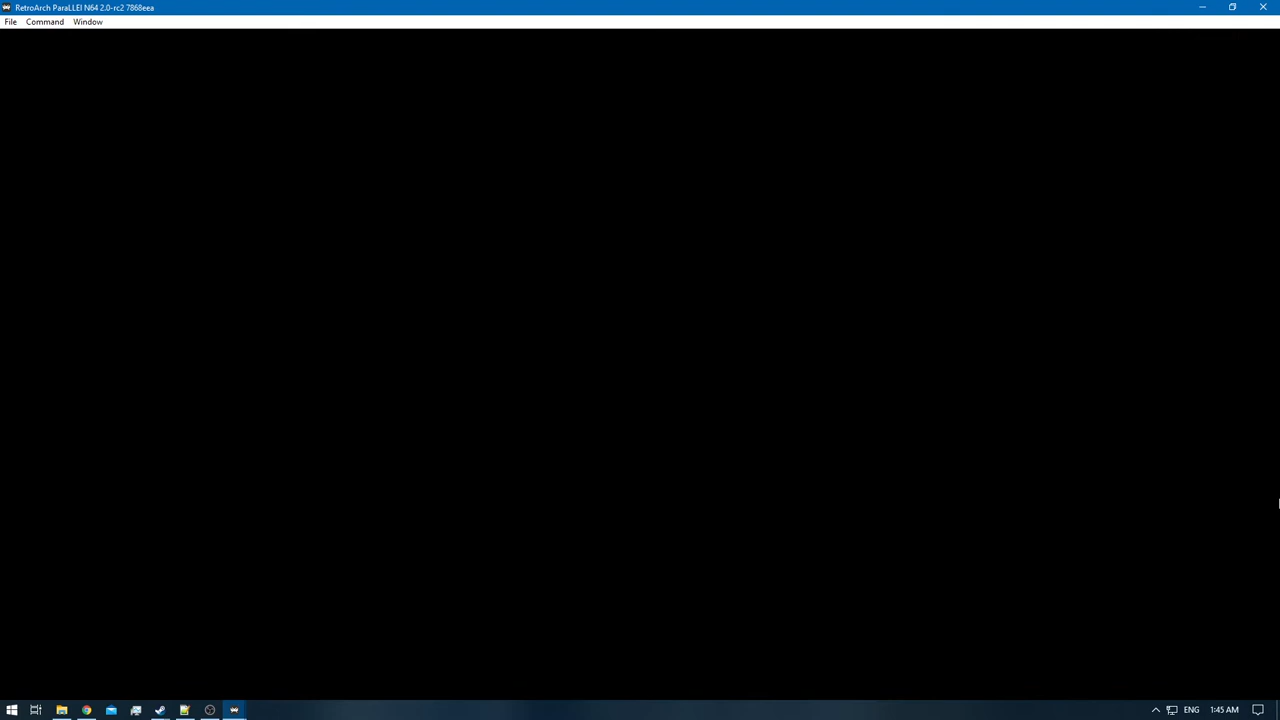 RetroArch ParaLLEl N64 2.0-rc2 7868eea
File Command Window
ENG 1:45 AM